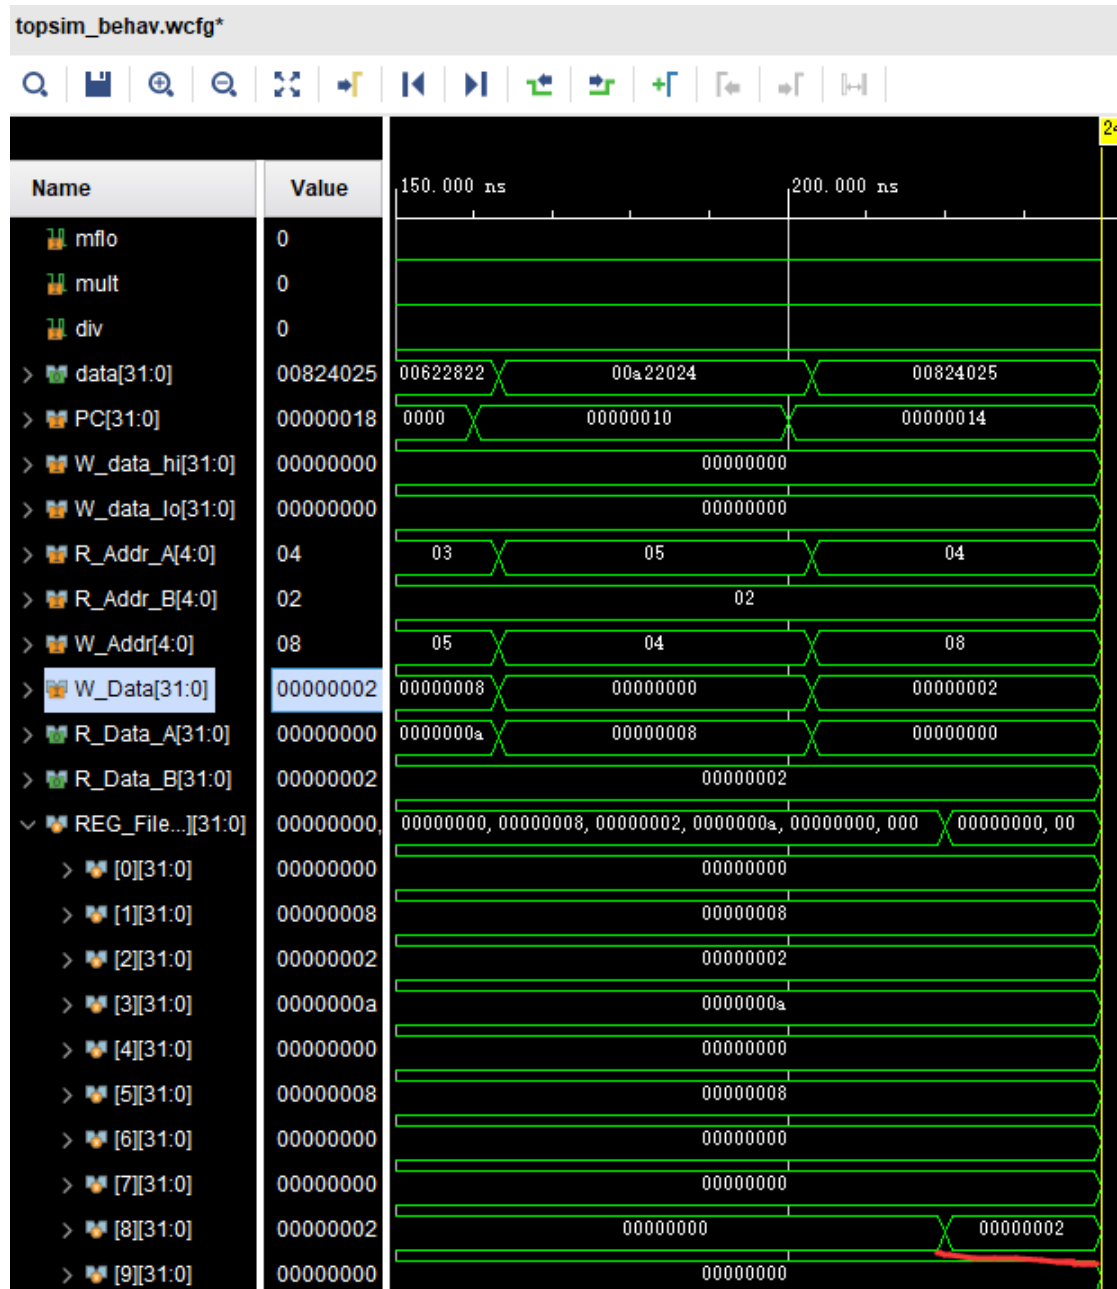 topsim_behav.wcfg*
24
Name Value 150.000 ns 200.000 ns
mflo 0
mult 0
div 0
data[31:0] 00824025 00622822 00a22024 00824025
PC[31:0] 00000018 0000 00000010 00000014
W_data_hi[31:0] 00000000 00000000
W_data_lo[31:0] 00000000 00000000
R_Addr_A[4:0] 04 03 05 04
R_Addr_B[4:0] 02 02
W_Addr[4:0] 08 05 04 08
W_Data[31:0] 00000002 00000008 00000000 00000002
R_Data_A[31:0] 00000000 0000000a 00000008 00000000
R_Data_B[31:0] 00000002 00000002
REG_File...][31:0] 00000000, 00000000, 00000008, 00000002, 0000000a, 00000000, 000 00000000, 00
[0][31:0] 00000000 00000000
[1][31:0] 00000008 00000008
[2][31:0] 00000002 00000002
[3][31:0] 0000000a 0000000a
[4][31:0] 00000000 00000000
[5][31:0] 00000008 00000008
[6][31:0] 00000000 00000000
[7][31:0] 00000000 00000000
[8][31:0] 00000002 00000000 00000002
[9][31:0] 00000000 00000000